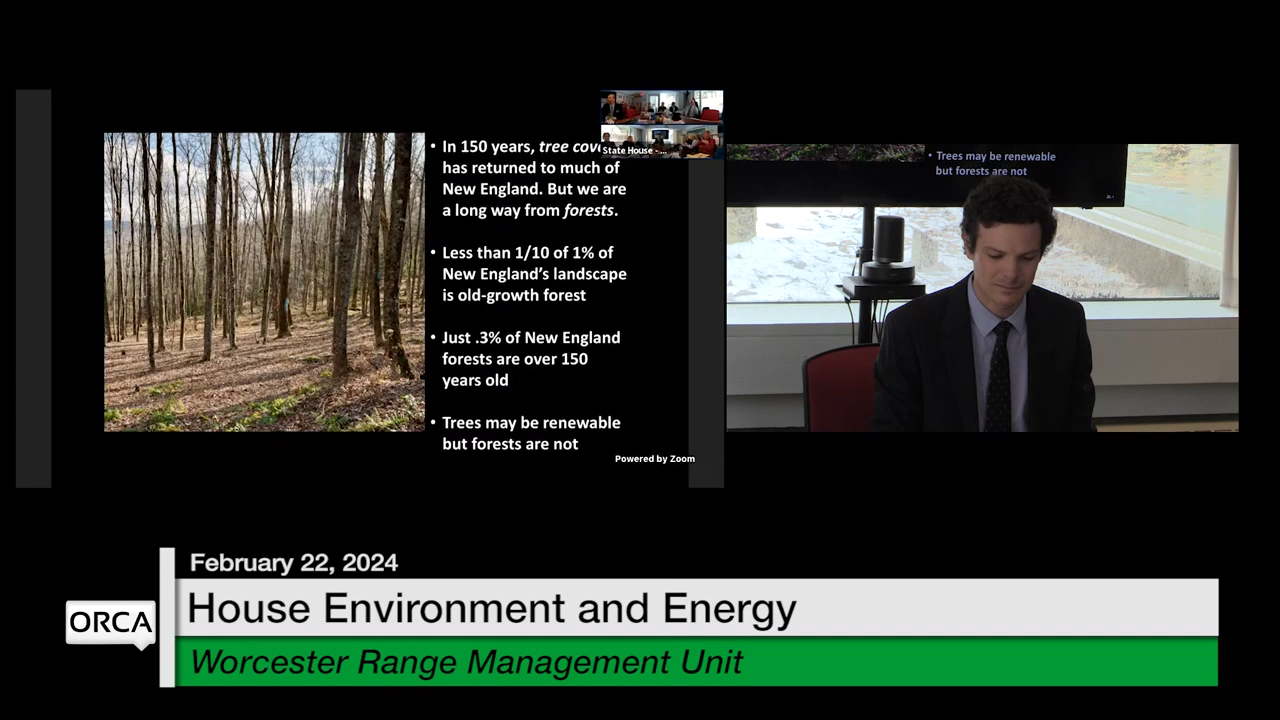 • In 150 years, tree cov
has returned to much of
New England. But we are
a long way from forests.
• Less than 1/10 of 1% of
New England's landscape
is old-growth forest
• Just .3% of New England
forests are over 150
years old
• Trees may be renewable
but forests are not
State House - ...
Powered by Zoom
• Trees may be renewable
but forests are not
February 22, 2024
House Environment and Energy
ORCA
Worcester Range Management Unit